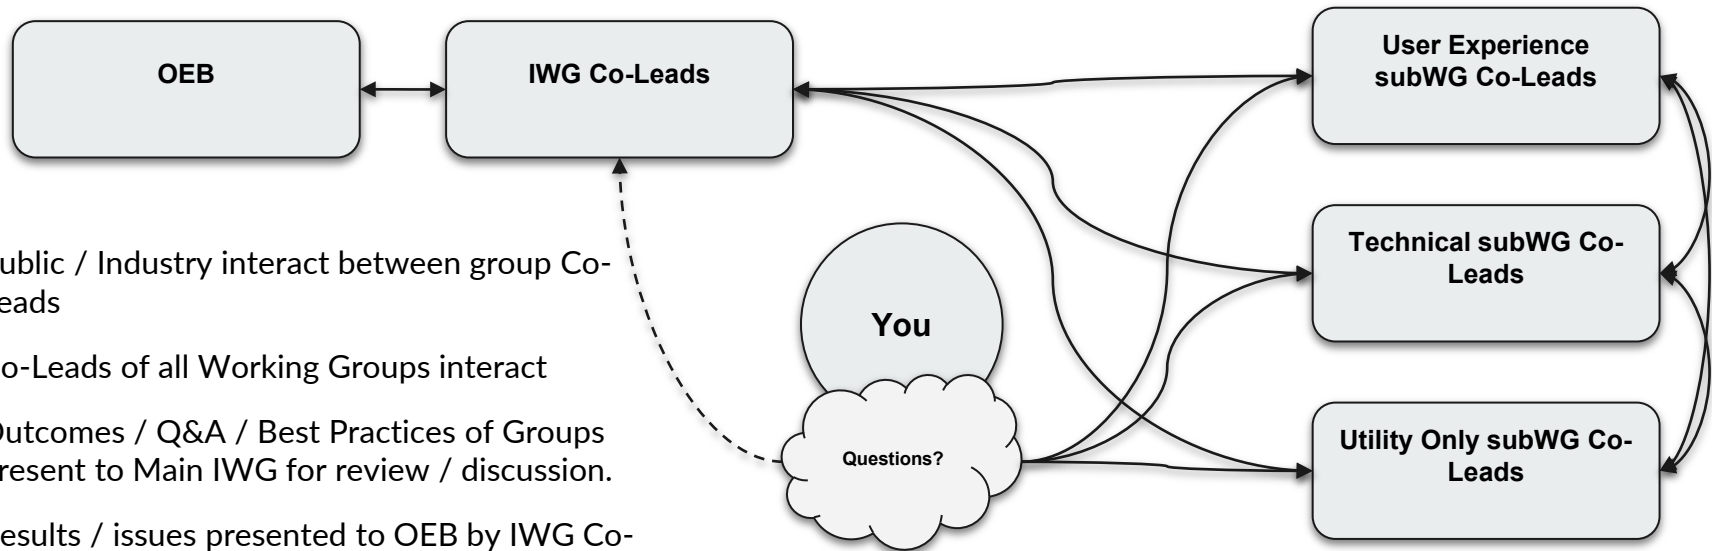 OEB
IWG Co-Leads
User Experience
subWG Co-Leads
ublic / Industry interact between group Co-
eads
Technical subWG Co-
Leads
You
o-Leads of all Working Groups interact
Outcomes / Q&A / Best Practices of Groups
resent to Main IWG for review / discussion.
Questions?
Utility Only subWG Co-
Leads
esults / issues presented to OEB by IWG Co-